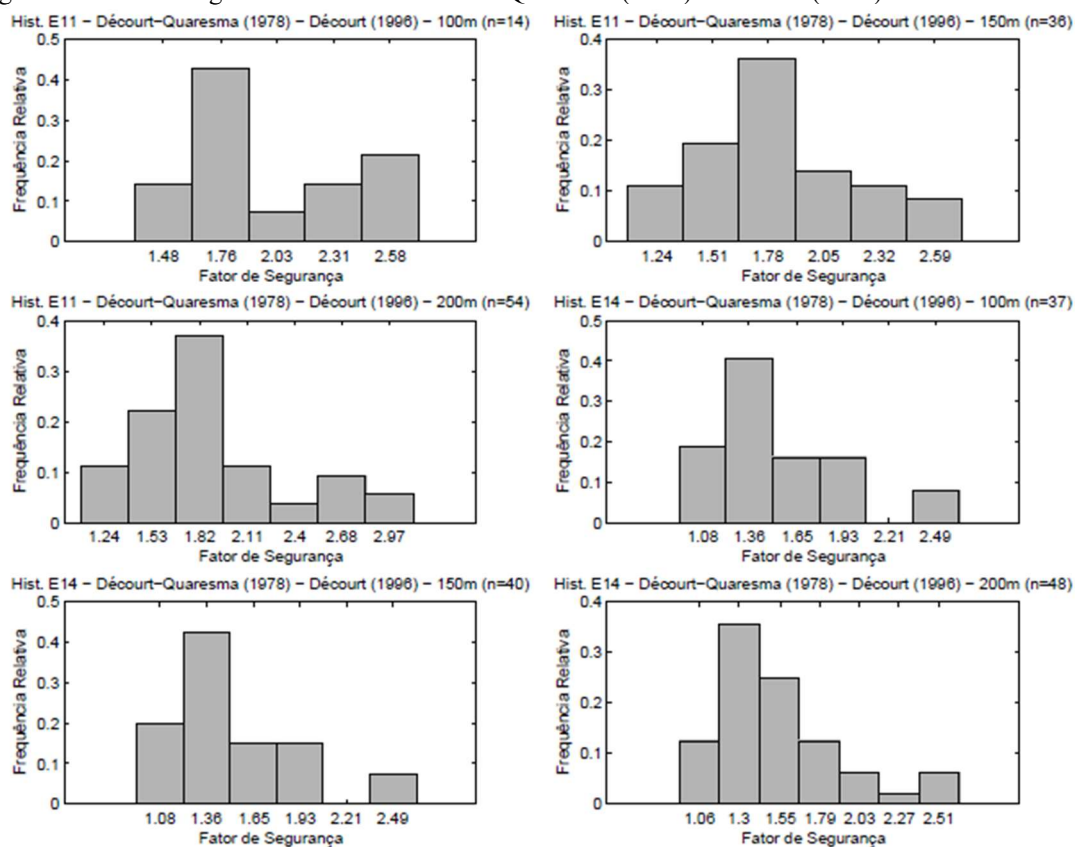 Hist. E11 – Décourt–Quaresma (1978) – Décourt (1996) – 100m (n=14)
Frequência Relativa
0.5
0.4
0.3
0.2
0.1
0
1.48 1.76 2.03 2.31 2.58
Fator de Segurança
Hist. E11 – Décourt–Quaresma (1978) – Décourt (1996) – 150m (n=36)
Frequência Relativa
0.4
0.3
0.2
0.1
0
1.24 1.51 1.78 2.05 2.32 2.59
Fator de Segurança
Hist. E11 – Décourt–Quaresma (1978) – Décourt (1996) – 200m (n=54)
Frequência Relativa
0.4
0.3
0.2
0.1
0
1.24 1.53 1.82 2.11 2.4 2.68 2.97
Fator de Segurança
Hist. E14 – Décourt–Quaresma (1978) – Décourt (1996) – 100m (n=37)
Frequência Relativa
0.5
0.4
0.3
0.2
0.1
0
1.08 1.36 1.65 1.93 2.21 2.49
Fator de Segurança
Hist. E14 – Décourt–Quaresma (1978) – Décourt (1996) – 150m (n=40)
Frequência Relativa
0.5
0.4
0.3
0.2
0.1
0
1.08 1.36 1.65 1.93 2.21 2.49
Fator de Segurança
Hist. E14 – Décourt–Quaresma (1978) – Décourt (1996) – 200m (n=48)
Frequência Relativa
0.4
0.3
0.2
0.1
0
1.06 1.3 1.55 1.79 2.03 2.27 2.51
Fator de Segurança